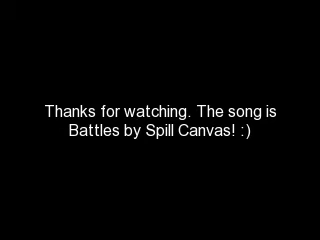 Thanks for watching. The song is
Battles by Spill Canvas! :)